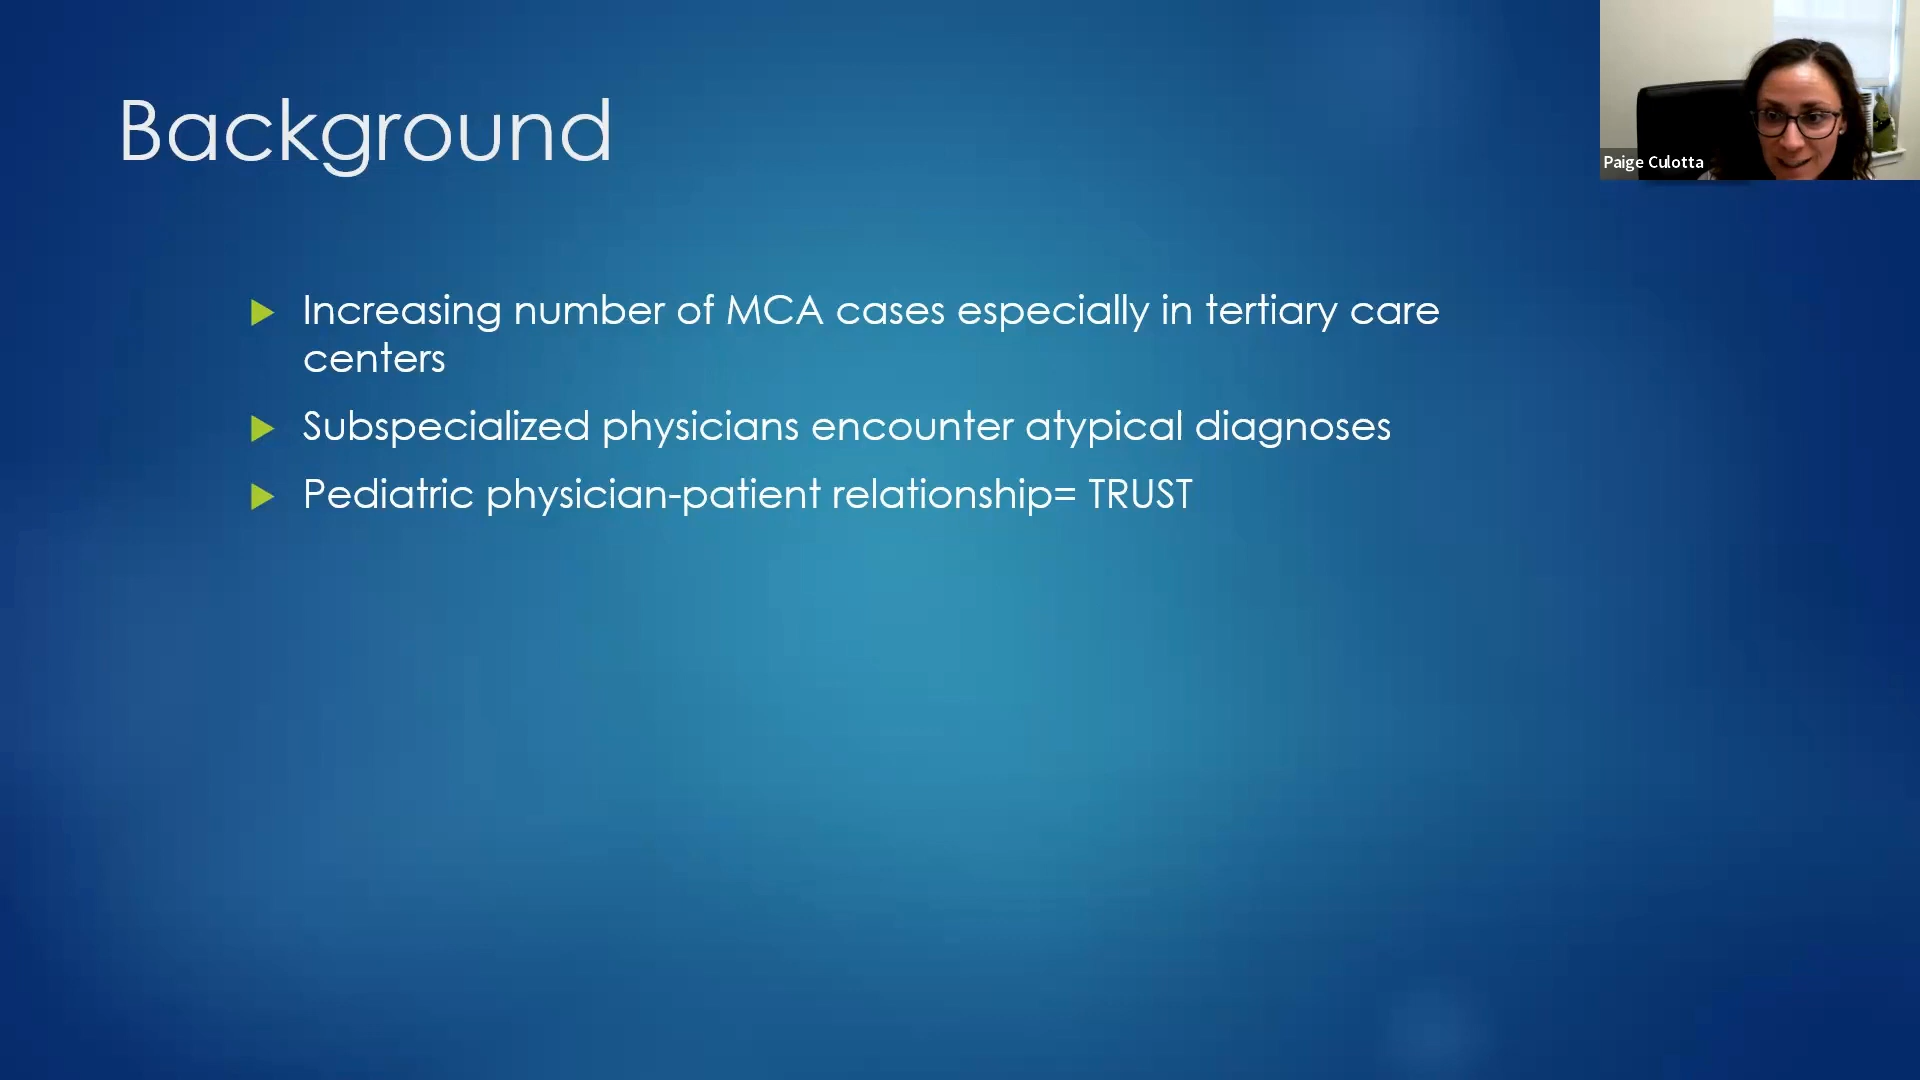 Background
Paige Culotta
Increasing number of MCA cases especially in tertiary care
centers
Subspecialized physicians encounter atypical diagnoses
Pediatric physician-patient relationship= TRUST